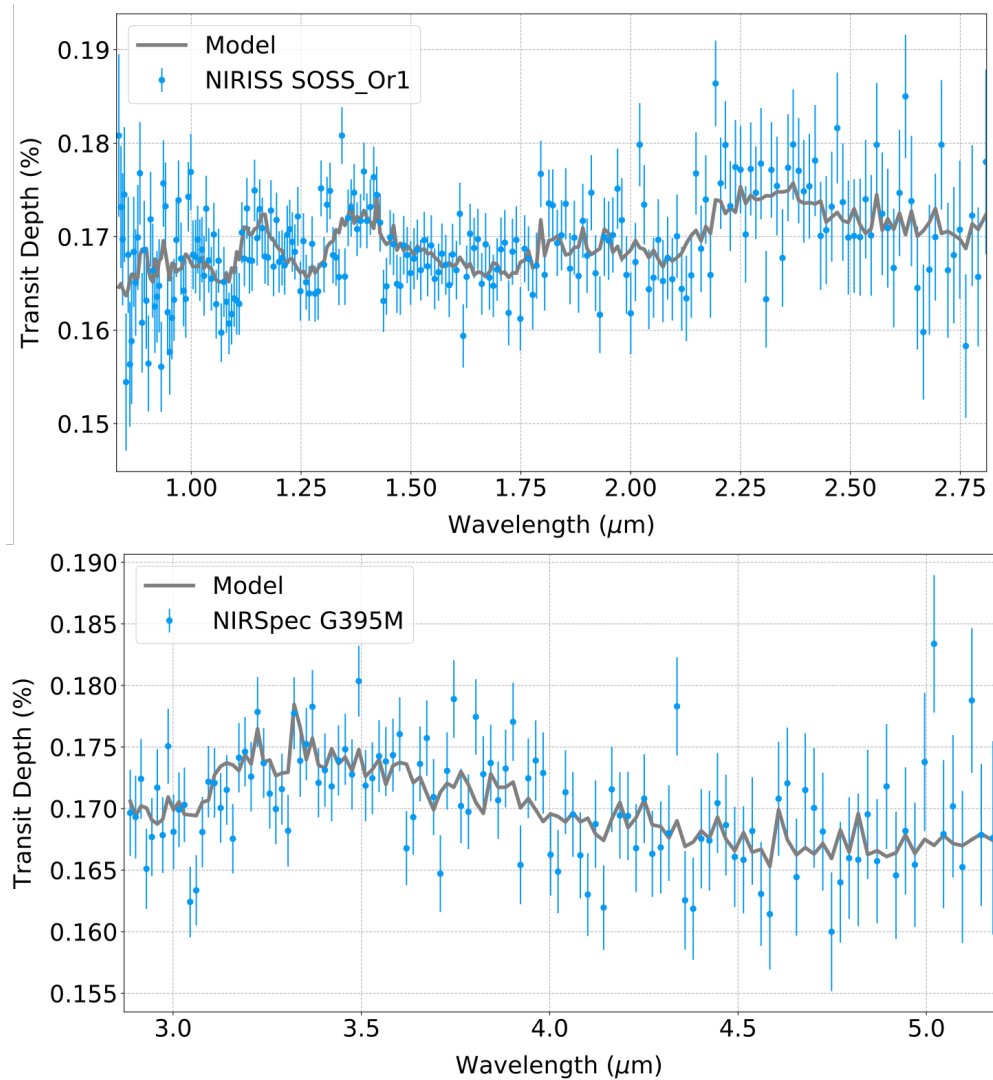 0.19
0.18
0.17
0.16
0.15
Transit Depth (%)
Model
NIRISS SOSS_Or1
1.00 1.25 1.50 1.75 2.00 2.25 2.50 2.75
Wavelength (μm)
0.190
0.185
0.180
0.175
0.170
0.165
0.160
0.155
Transit Depth (%)
Model
NIRSpec G395M
3.0 3.5 4.0 4.5 5.0
Wavelength (μm)